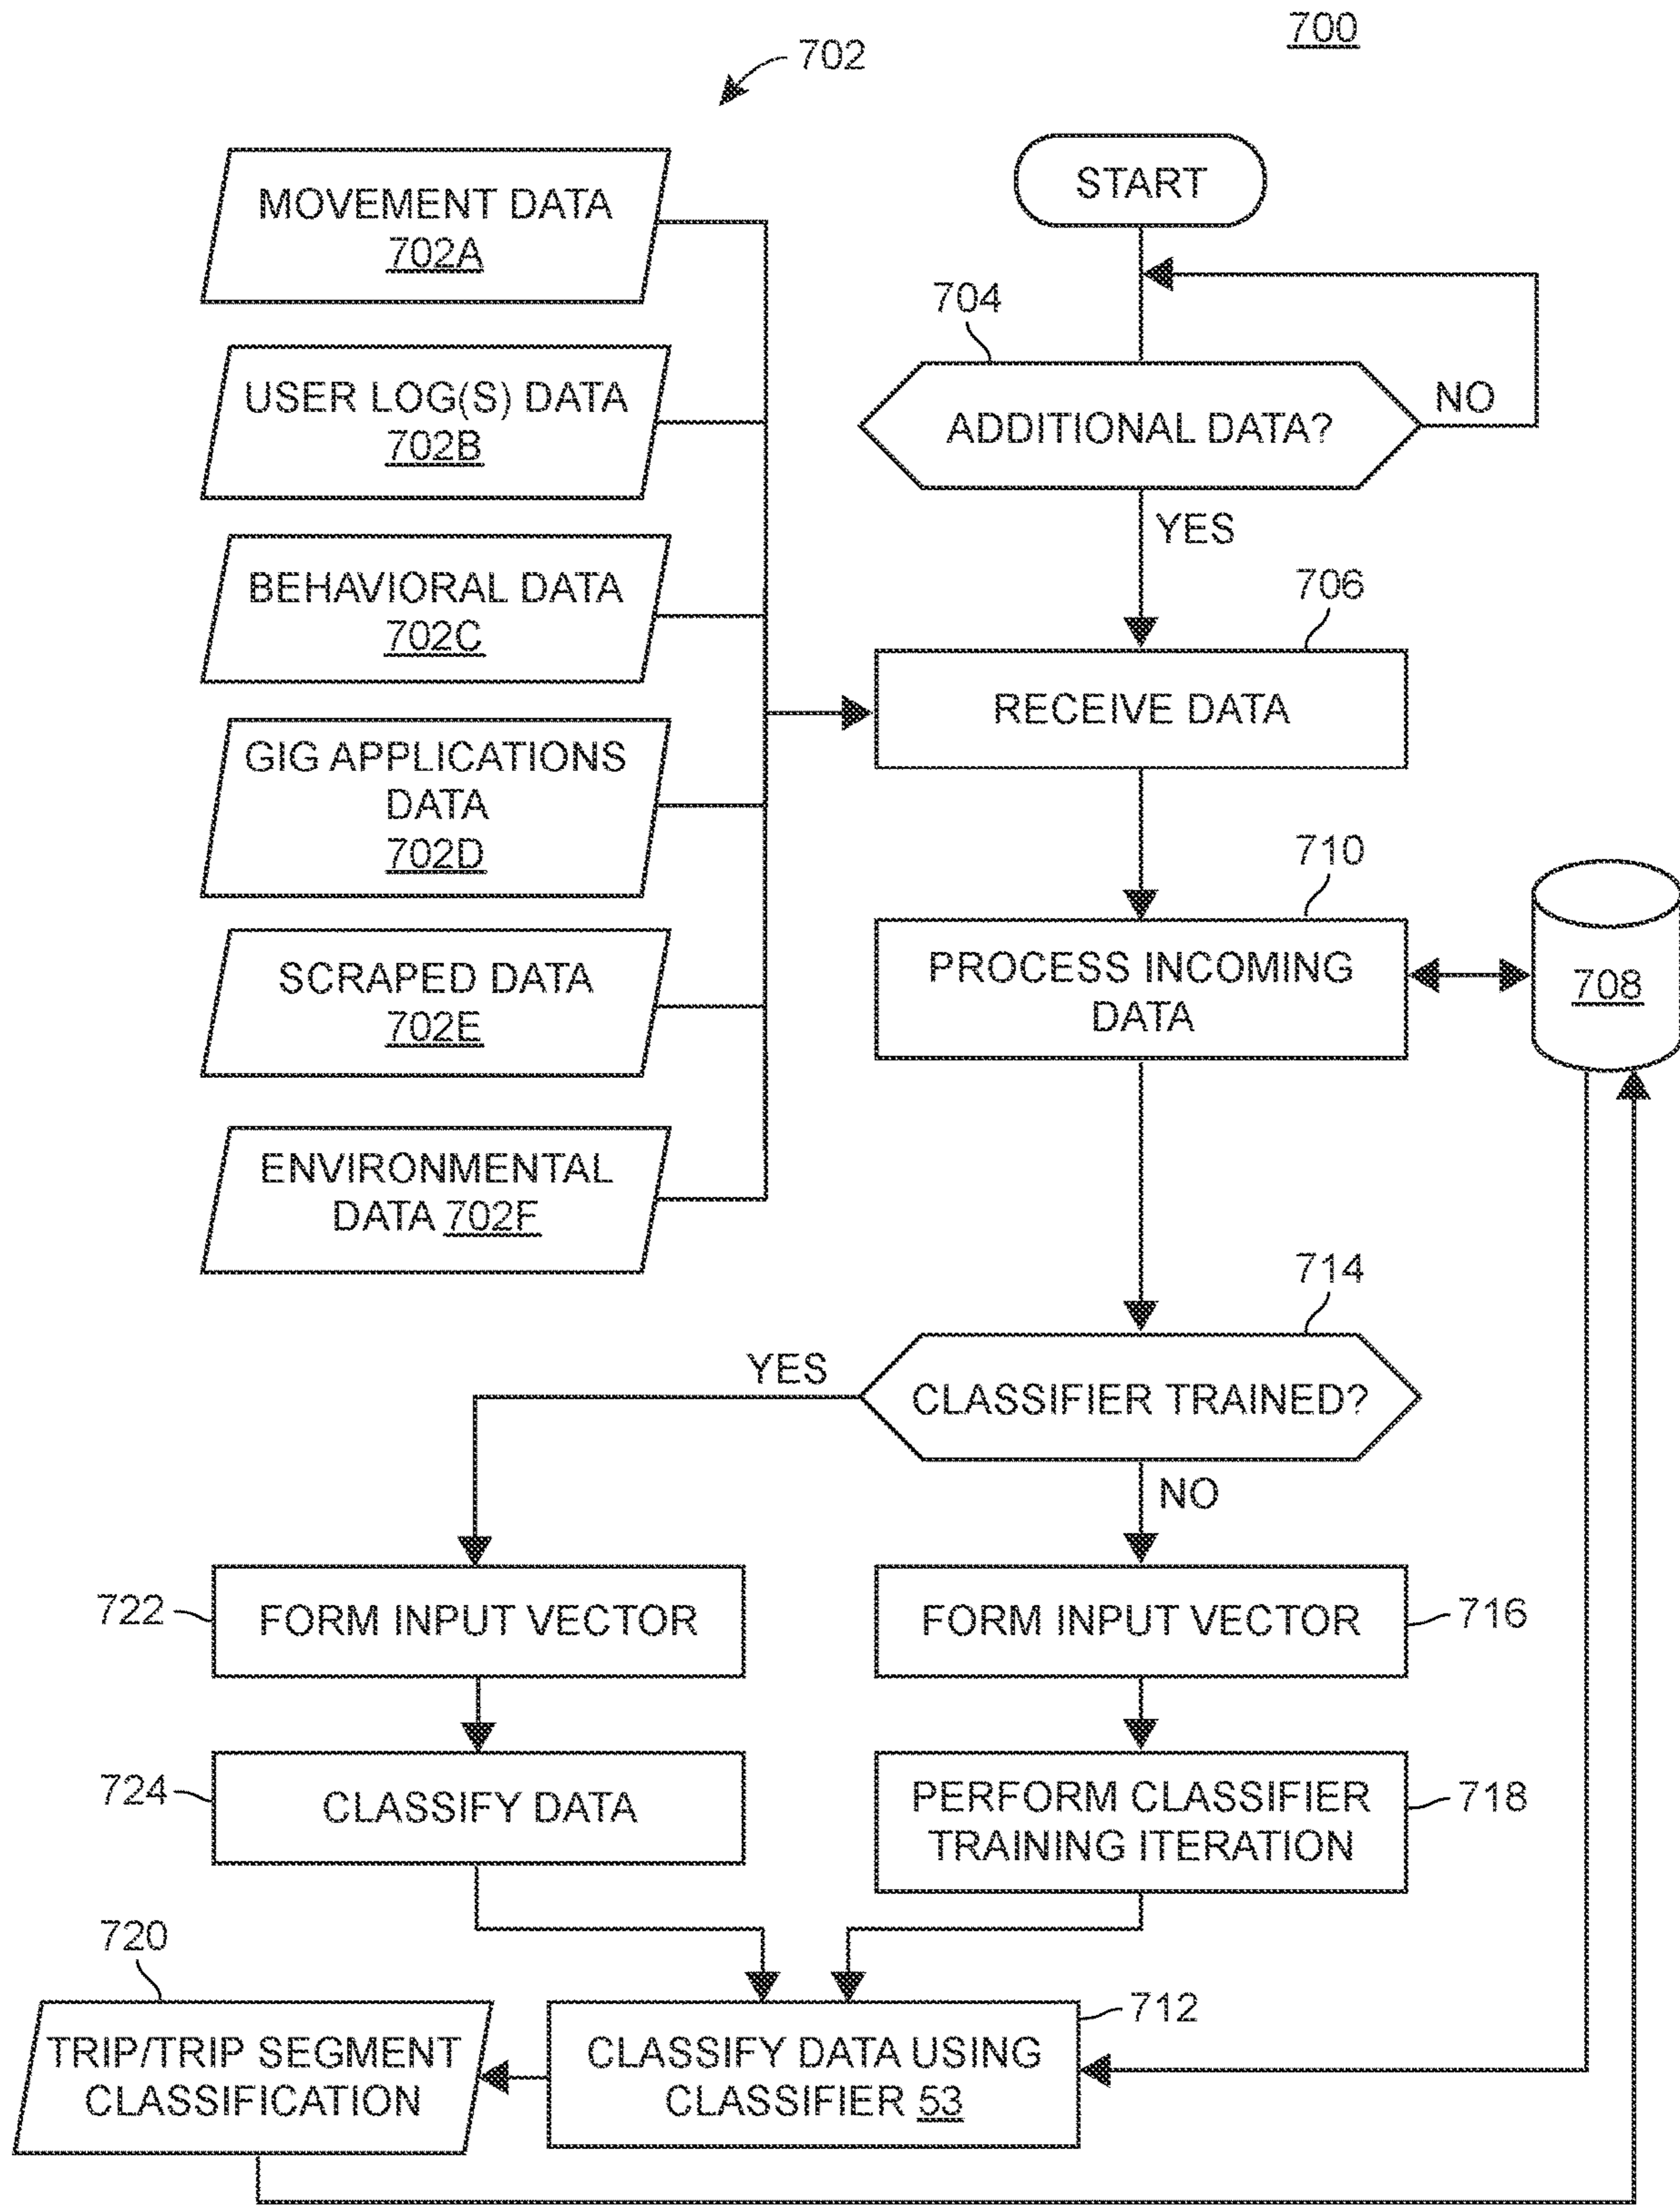 700
702
START
MOVEMENT DATA
702A
704
USER LOG(S) DATA
702B
ADDITIONAL DATA?
NO
YES
BEHAVIORAL DATA
702C
706
RECEIVE DATA
GIG APPLICATIONS
DATA
702D
710
PROCESS INCOMING
DATA
708
SCRAPED DATA
702E
ENVIRONMENTAL
DATA 702F
714
YES
CLASSIFIER TRAINED?
NO
722
FORM INPUT VECTOR
FORM INPUT VECTOR
716
724
CLASSIFY DATA
PERFORM CLASSIFIER
TRAINING ITERATION
718
720
TRIP/TRIP SEGMENT
CLASSIFICATION
CLASSIFY DATA USING
CLASSIFIER 53
712